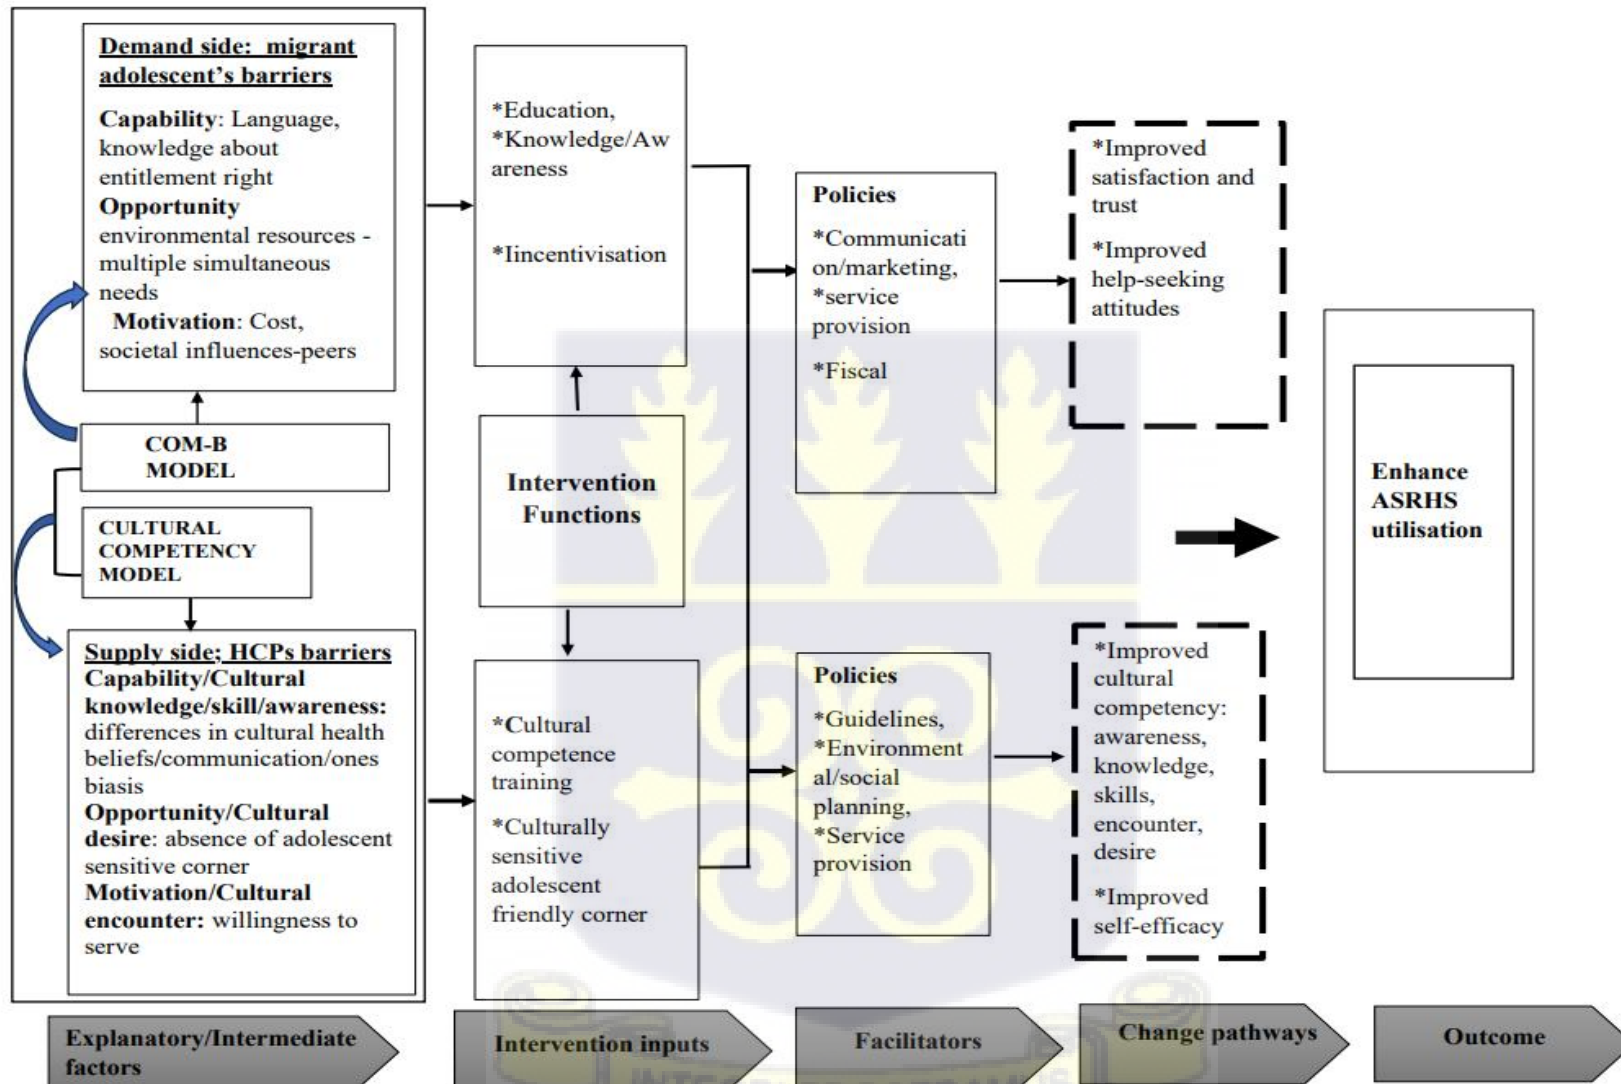 Demand side: migrant
adolescent's barriers
Capability: Language,
knowledge about
entitlement right
Opportunity
environmental resources -
multiple simultaneous
needs
Motivation: Cost,
societal influences-peers
COM-B
MODEL
CULTURAL
COMPETENCY
MODEL
Supply side; HCPs barriers
Capability/Cultural
knowledge/skill/awareness:
differences in cultural health
beliefs/communication/ones
biasis
Opportunity/Cultural
desire: absence of adolescent
sensitive corner
Motivation/Cultural
encounter: willingness to
serve
*Education,
*Knowledge/Aw
areness
*Iincentivisation
Intervention
Functions
*Cultural
competence
training
*Culturally
sensitive
adolescent
friendly corner
Policies
*Communicati
on/marketing,
*service
provision
*Fiscal
Policies
*Guidelines,
*Environment
al/social
planning,
*Service
provision
*Improved
satisfaction and
trust
*Improved
help-seeking
attitudes
*Improved
cultural
competency:
awareness,
knowledge,
skills,
encounter,
desire
*Improved
self-efficacy
Enhance
ASRHS
utilisation
Explanatory/Intermediate
factors
Intervention inputs
Facilitators
Change pathways
Outcome